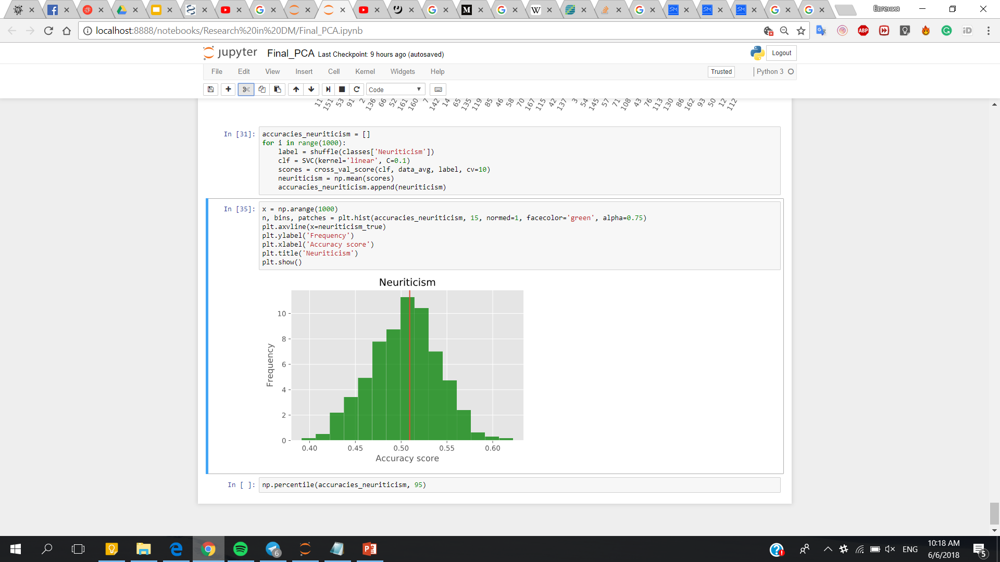 Евгения
localhost:8888/notebooks/Research%20in%20DM/Final_PCA.ipynb
jupyter Final_PCA Last Checkpoint: 9 hours ago (autosaved)
Logout
File Edit View Insert Cell Kernel Widgets Help
Trusted Python 3
Code
11 151 53 91 2 136 66 52 161 160 7 142 14 65 135 119 85 46 58 70 167 115 42 137 3 54 145 57 71 108 43 76 113 130 86 162 93 50 12 112
In [31]: accuracies_neuriticism = []
for i in range(1000):
label = shuffle(classes['Neuriticism'])
clf = SVC(kernel='linear', C=0.1)
scores = cross_val_score(clf, data_avg, label, cv=10)
neuriticism = np.mean(scores)
accuracies_neuriticism.append(neuriticism)
In [35]: x = np.arange(1000)
n, bins, patches = plt.hist(accuracies_neuriticism, 15, normed=1, facecolor='green', alpha=0.75)
plt.axvline(x=neuriticism_true)
plt.ylabel('Frequency')
plt.xlabel('Accuracy score')
plt.title('Neuriticism')
plt.show()
Neuriticism
10
8
6
4
2
0
Frequency
0.40 0.45 0.50 0.55 0.60
Accuracy score
In [ ]: np.percentile(accuracies_neuriticism, 95)
6
ENG
10:18 AM
6/6/2018
5